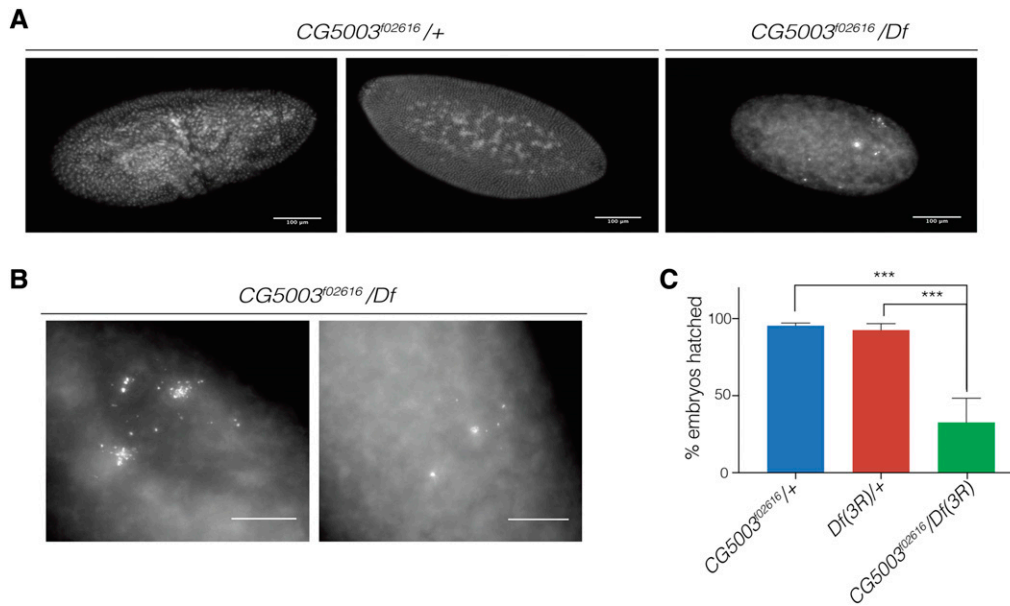 A
CG5003f02616/+
CG5003f02616/Df
100 µm
100 µm
100 µm
B
CG5003f02616/Df
C
***
***
% embryos hatched
100
50
0
CG5003f02616/+
Df(3R)/+
CG5003f02616/Df(3R)